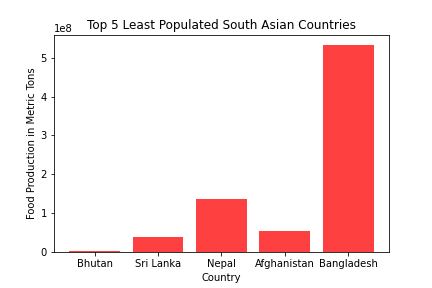 Top 5 Least Populated South Asian Countries
1e8
Food Production in Metric Tons
5
4
3
2
1
0
Bhutan Sri Lanka Nepal Afghanistan Bangladesh
Country